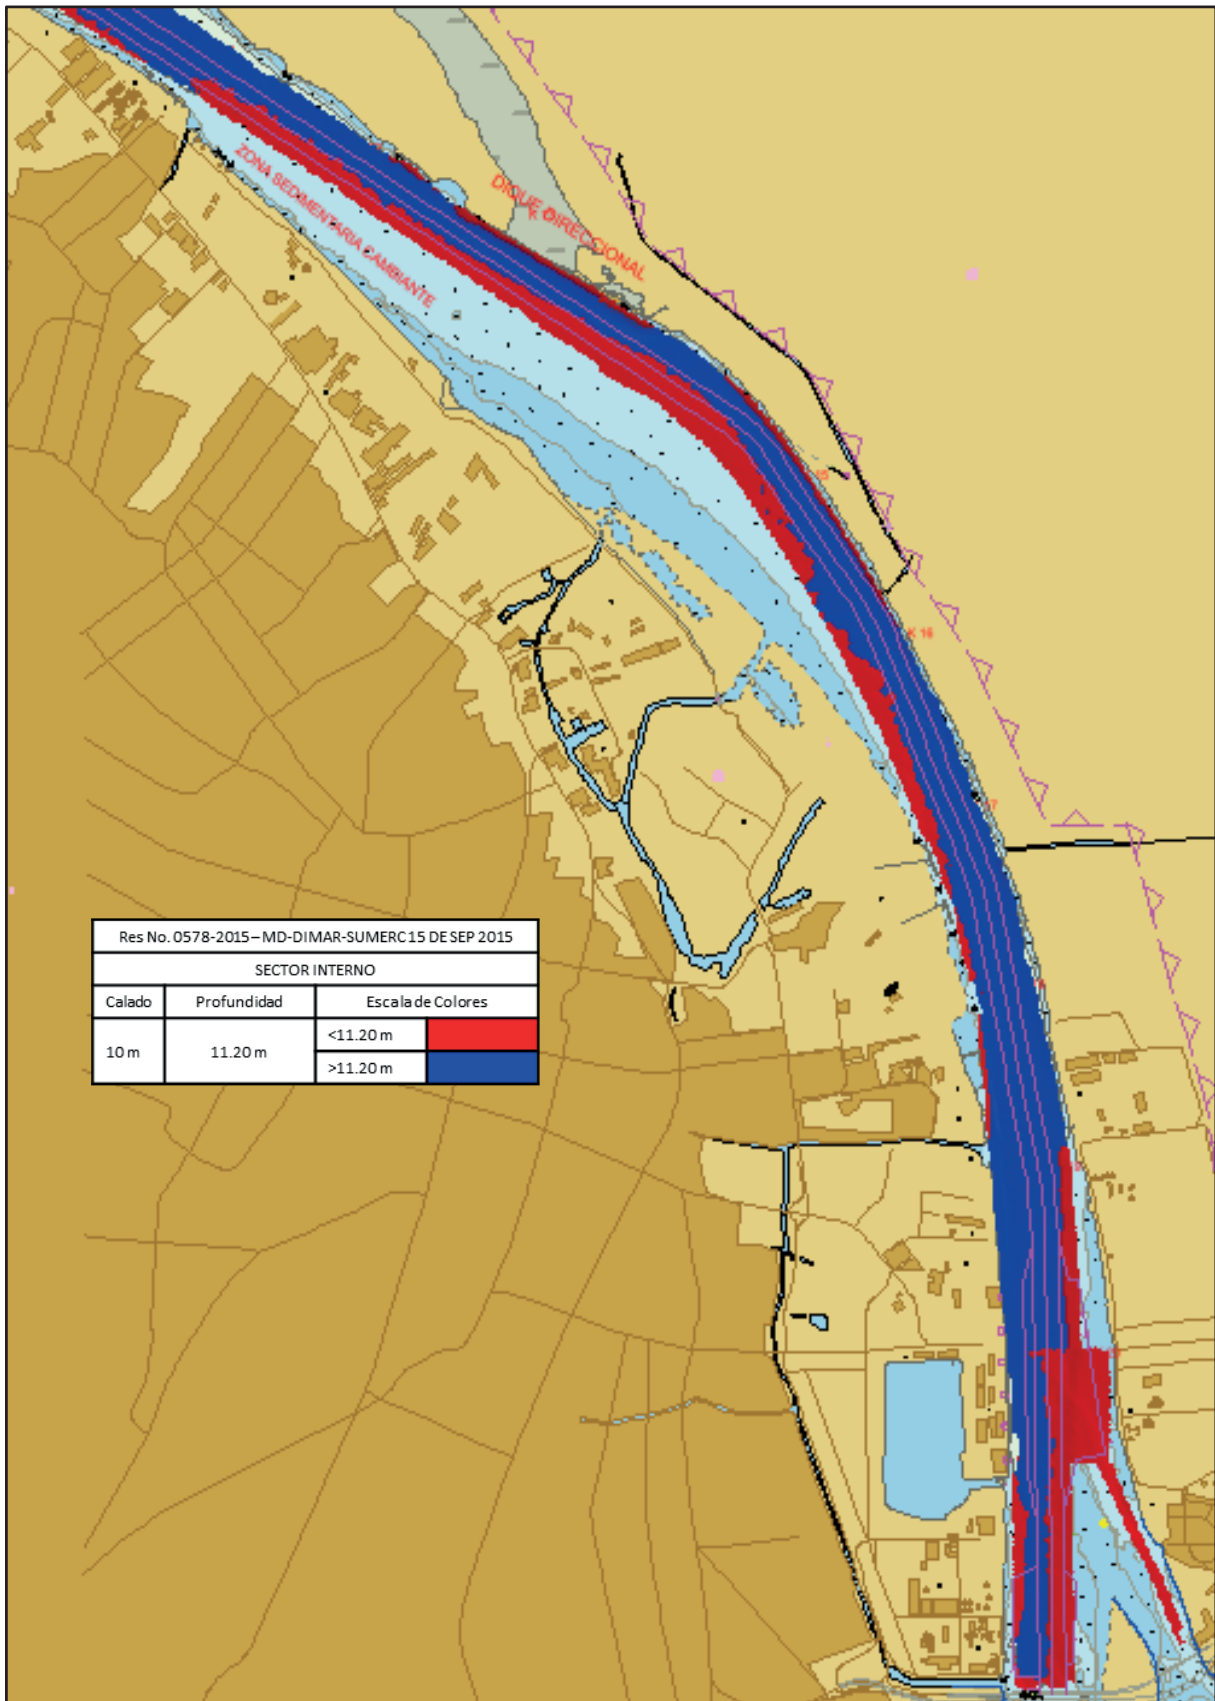 ZONA SEDIMENTARIA CAMBIANTE
DIQUE DIRECCIONAL
K 16
Res No. 0578-2015-MD-DIMAR-SUMERC 15 DE SEP 2015
SECTOR INTERNO
Calado Profundidad Escala de Colores
10 m 11.20 m <11.20 m
>11.20 m